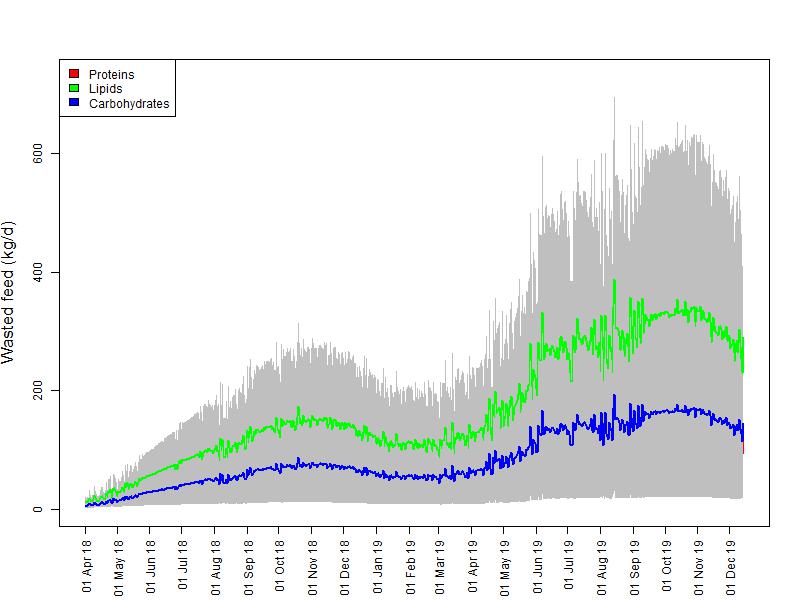 Proteins
Lipids
Carbohydrates
Wasted feed (kg/d)
600
400
200
0
01 Apr 18
01 May 18
01 Jun 18
01 Jul 18
01 Aug 18
01 Sep 18
01 Oct 18
01 Nov 18
01 Dec 18
01 Jan 19
01 Feb 19
01 Mar 19
01 Apr 19
01 May 19
01 Jun 19
01 Jul 19
01 Aug 19
01 Sep 19
01 Oct 19
01 Nov 19
01 Dec 19